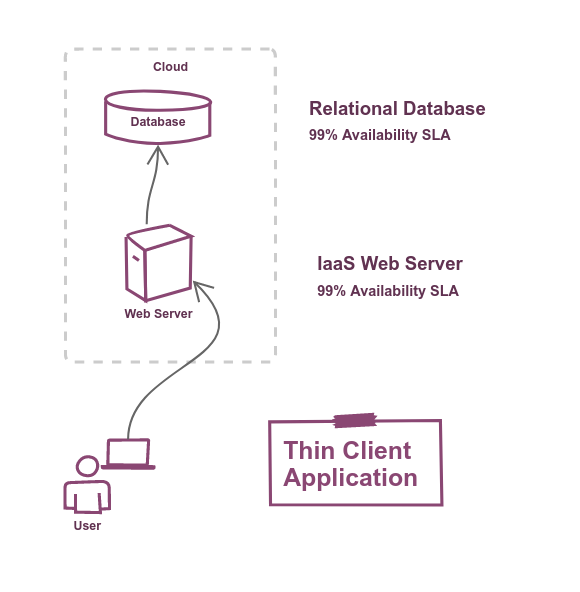 Cloud
Database
Relational Database
99% Availability SLA
IaaS Web Server
99% Availability SLA
Web Server
Thin Client
Application
User